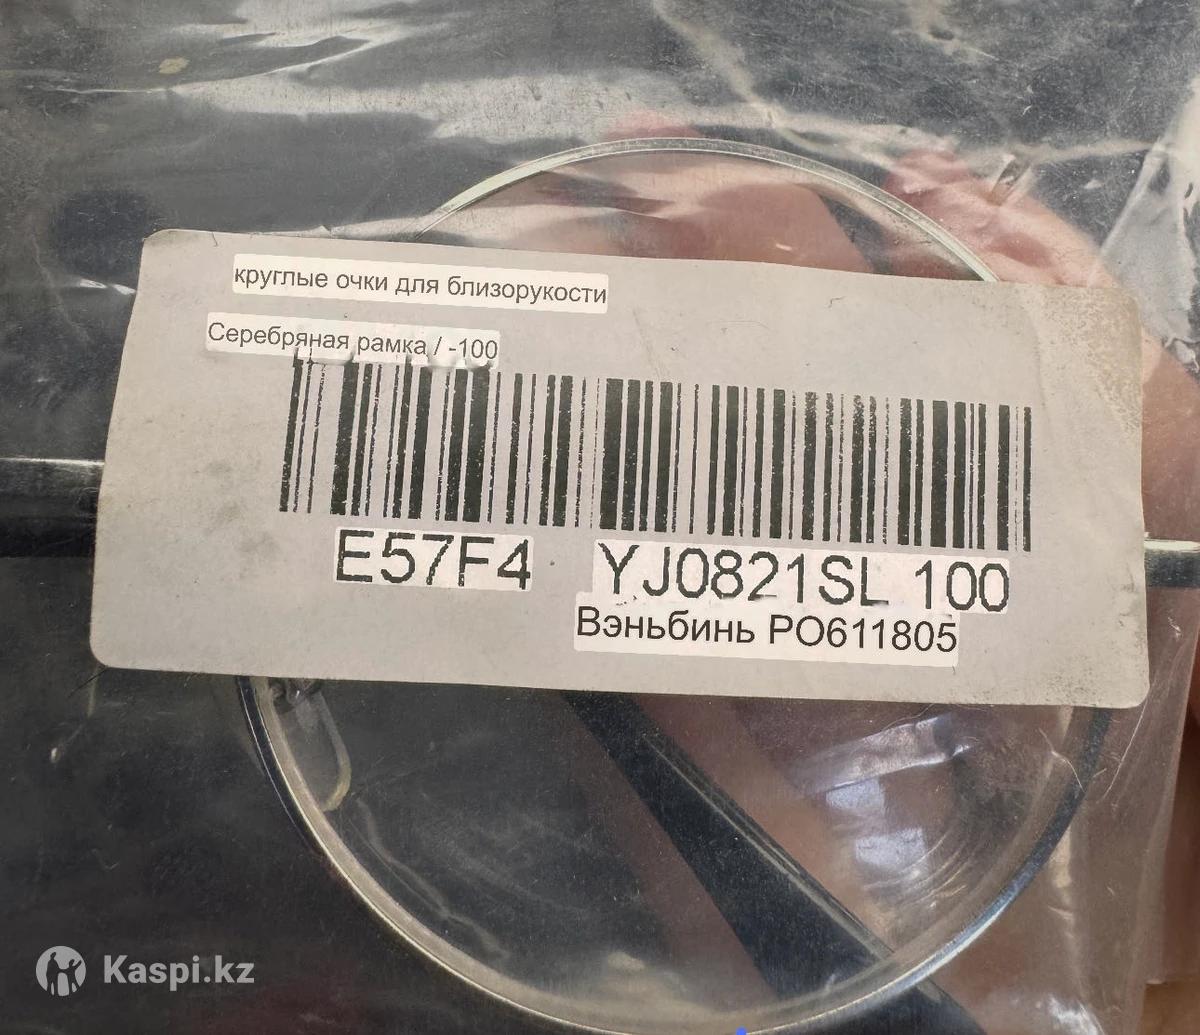 круглые очки для близорукости
Серебряная рамка / -100
E57F4 YJ0821SL 100
Вэньбинь PO611805
Kaspi.kz